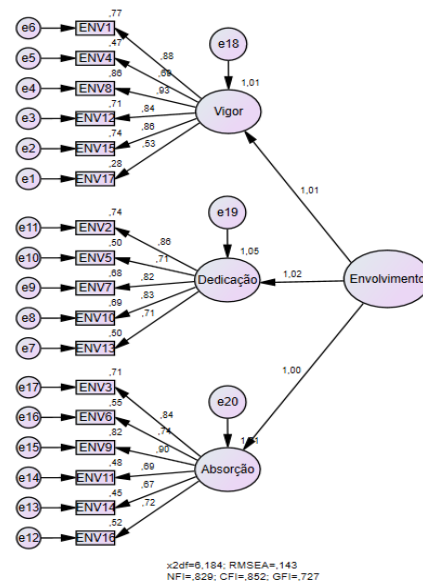 ,77
e6 ENV1
,88
,47
e5 ENV4
,69
e18
,86
e4 ENV8
,93
1,01
,71
e3 ENV12
,84
Vigor
,74
e2 ENV15
,86
,28
e1 ENV17
,53
1,01
,74
e11 ENV2
,86
e19
,50
e10 ENV5
,71
1,05
,68
e9 ENV7
,82
Dedicação
1,02
Envolvimento
,69
e8 ENV10
,83
,50
e7 ENV13
,71
,71
e17 ENV3
,84
1,00
,55
e16 ENV6
,74
e20
,82
e15 ENV9
,90
,48
e14 ENV11
,69
Absorção
,45
e13 ENV14
,67
,52
e12 ENV16
,72
x2df=6,184; RMSEA=,143
NFI=,829; CFI=,852; GFI=,727